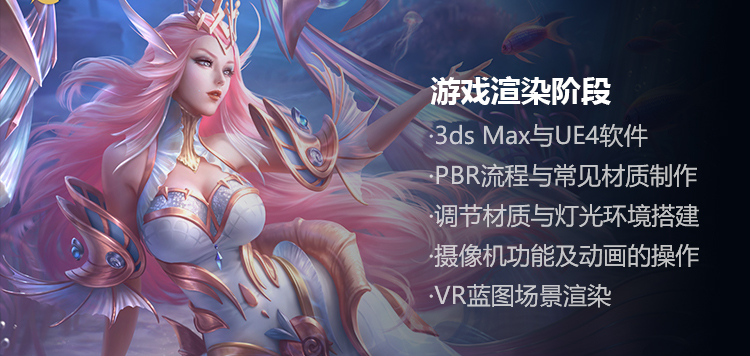 游戏渲染阶段
·3ds Max与UE4软件
·PBR流程与常见材质制作
·调节材质与灯光环境搭建
·摄像机功能及动画的操作
·VR蓝图场景渲染